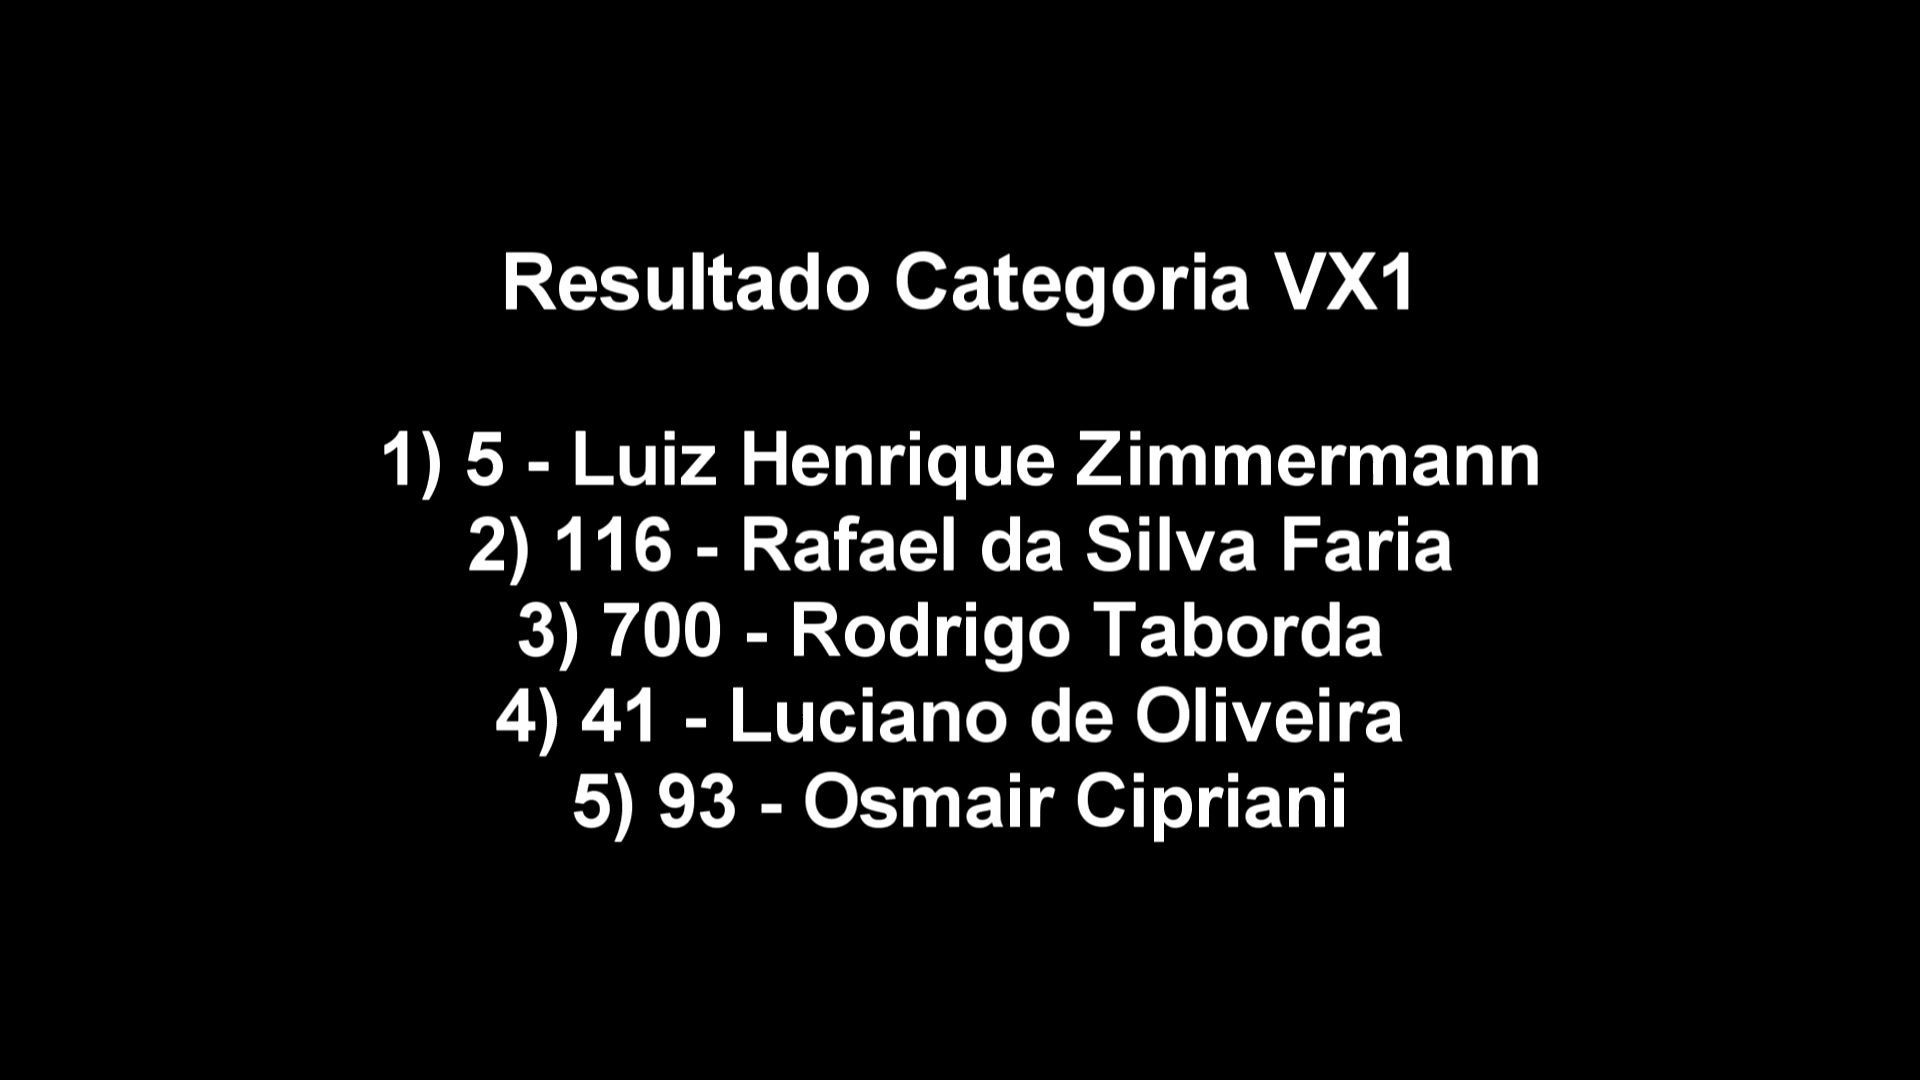 Resultado Categoria VX1
1) 5 - Luiz Henrique Zimmermann
2) 116 - Rafael da Silva Faria
3) 700 - Rodrigo Taborda
4) 41 - Luciano de Oliveira
5) 93 - Osmair Cipriani